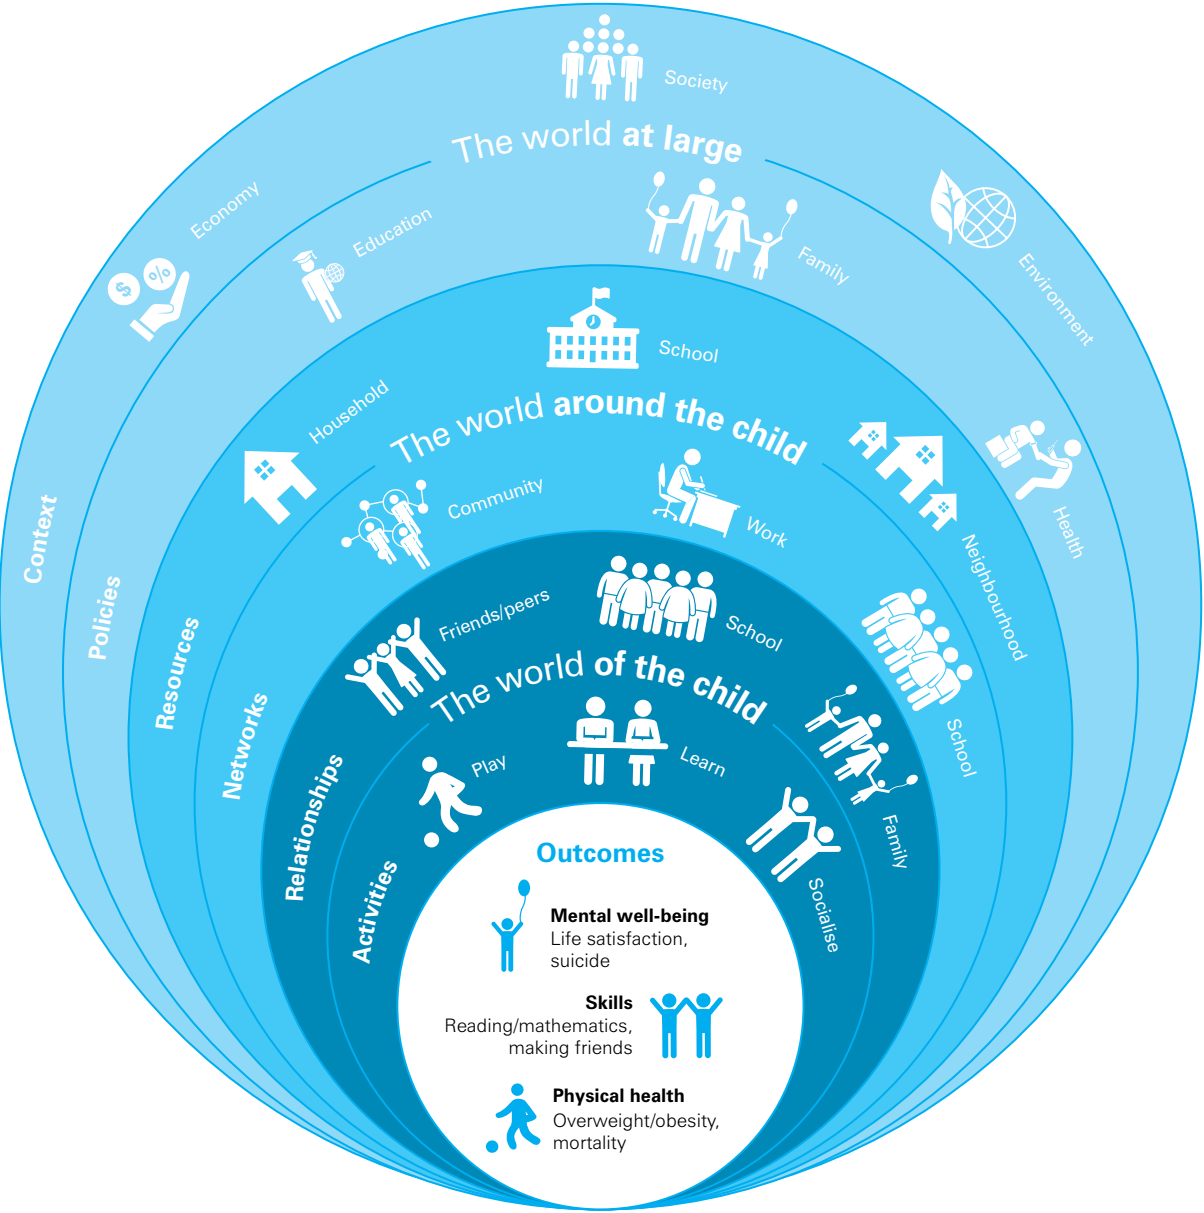 Society
The world at large
Economy
Education
Family
Environment
School
Household
The world around the child
Community
Work
Neighbourhood
Health
Context
Policies
Resources
Networks
Friends/peers
School
The world of the child
School
Relationships
Play
Learn
Family
Activities
Socialise
Outcomes
Mental well-being
Life satisfaction,
suicide
Skills
Reading/mathematics,
making friends
Physical health
Overweight/obesity,
mortality
$
%